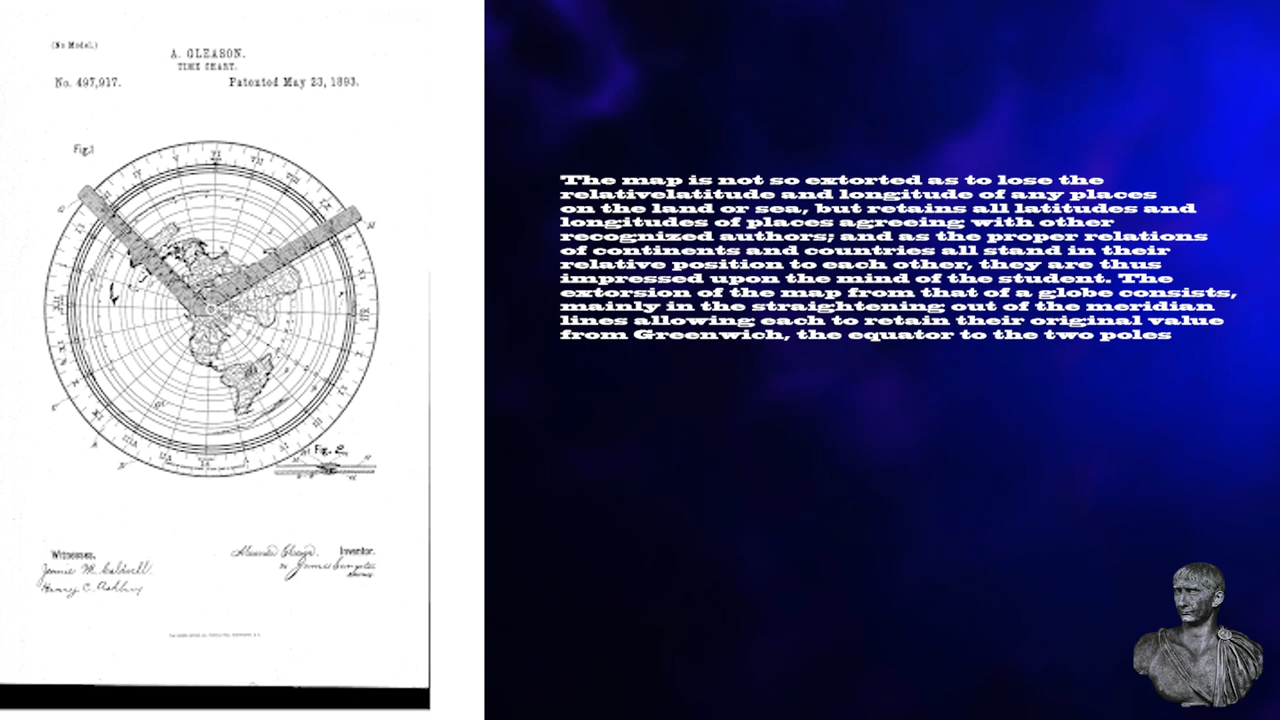 (No Model.)
A. GLEASON.
TIME CHART.
No. 497,917.
Patented May 23, 1893.
Fig.1
Fig. 2.
Witnesses.
Inventor.
The map is not so extorted as to lose the
relativelatitude and longitude of any places
on the land or sea, but retains all latitudes and
longitudes of places agreeing with other
recognized authors; and as the proper relations
of continents and countries all stand in their
relative position to each other, they are thus
impressed upon the mind of the student. The
extorsion of the map from that of a globe consists,
mainly in the straightening out of the meridian
lines allowing each to retain their original value
from Greenwich, the equator to the two poles